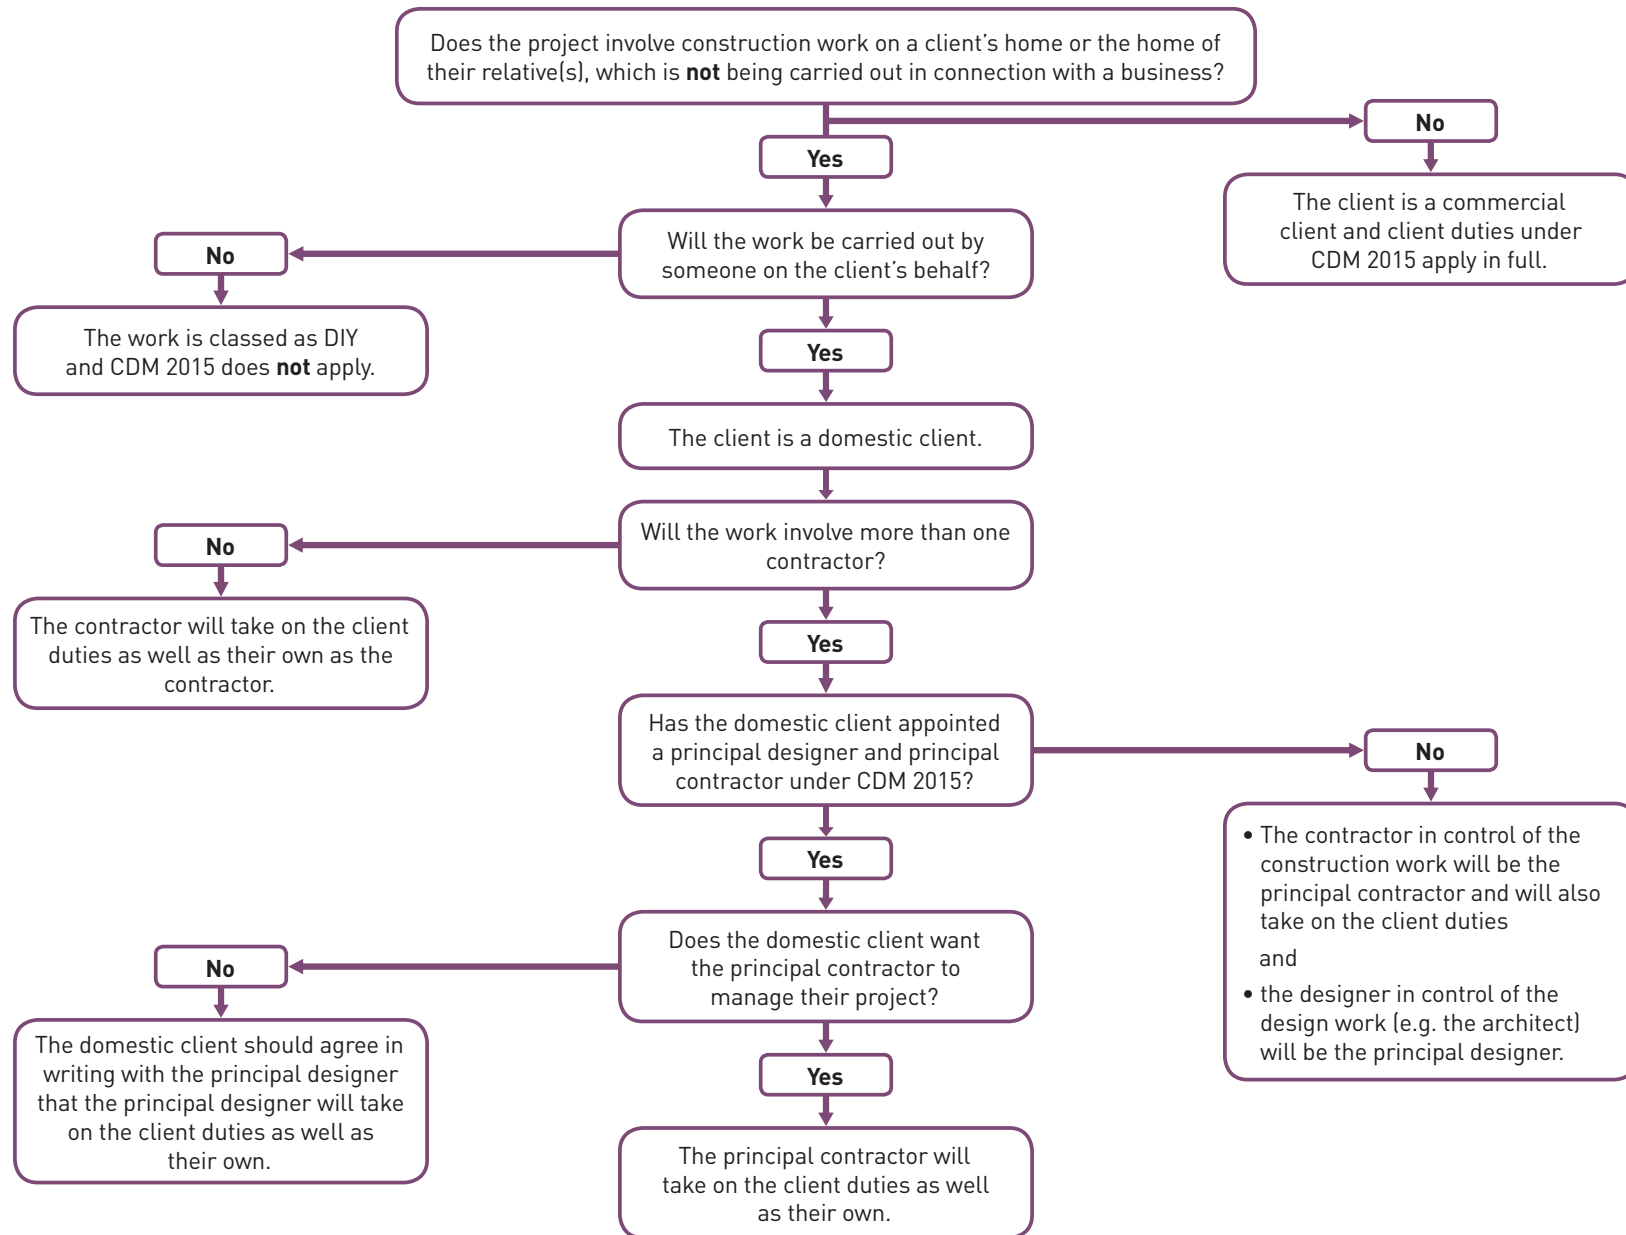 Does the project involve construction work on a client’s home or the home of
their relative(s), which is not being carried out in connection with a business?
No
Yes
The client is a commercial
client and client duties under
CDM 2015 apply in full.
Will the work be carried out by
someone on the client’s behalf?
No
The work is classed as DIY
and CDM 2015 does not apply.
Yes
The client is a domestic client.
Will the work involve more than one
contractor?
No
The contractor will take on the client
duties as well as their own as the
contractor.
Yes
Has the domestic client appointed
a principal designer and principal
contractor under CDM 2015?
No
• The contractor in control of the
construction work will be the
principal contractor and will also
take on the client duties
and
• the designer in control of the
design work (e.g. the architect)
will be the principal designer.
Yes
Does the domestic client want
the principal contractor to
manage their project?
No
The domestic client should agree in
writing with the principal designer
that the principal designer will take
on the client duties as well as
their own.
Yes
The principal contractor will
take on the client duties as well
as their own.